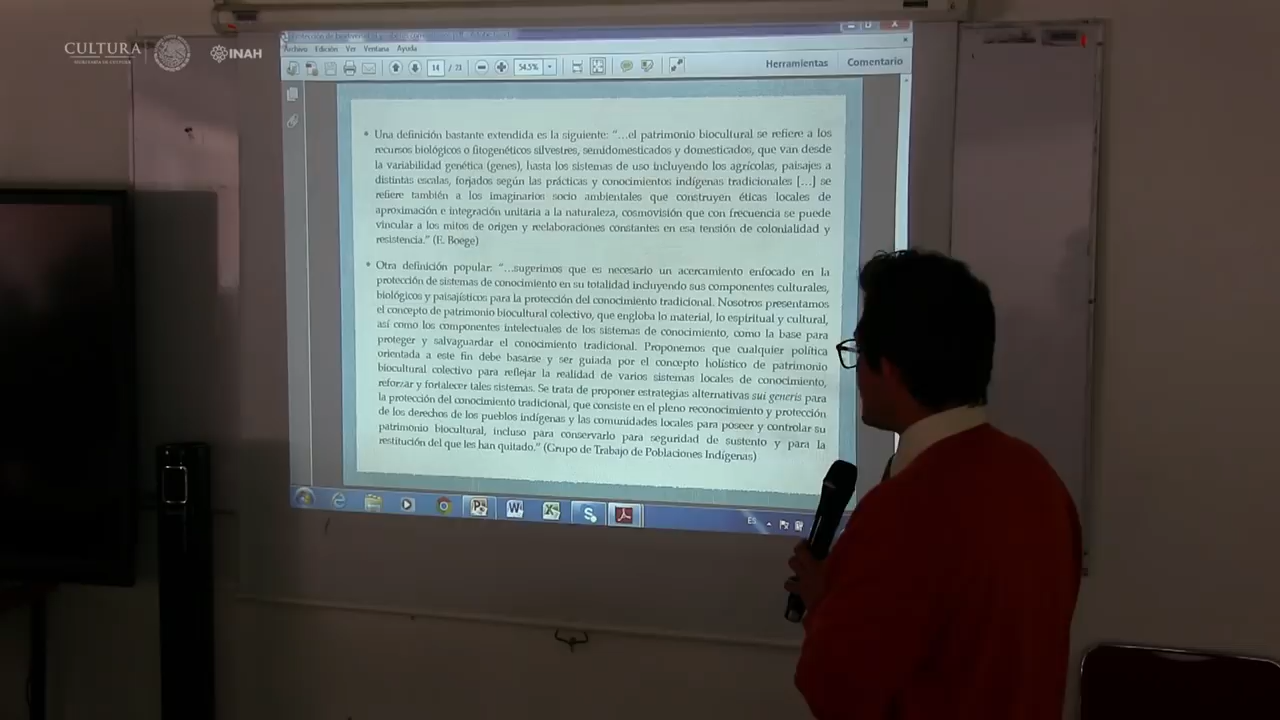 CULTURA
INAH
Archivo Edición Ver Ventana Ayuda
14 / 21 54.5% Herramientas Comentario
• Una definición bastante extendida es la siguiente: “…el patrimonio biocultural se refiere a los
recursos biológicos o fitogenéticos silvestres, semidomesticados y domesticados, que van desde
la variabilidad genética (genes), hasta los sistemas de uso incluyendo los agrícolas, paisajes a
distintas escalas, forjados según las prácticas y conocimientos indígenas tradicionales […] se
refiere también a los imaginarios socio ambientales que construyen éticas locales de
aproximación e integración unitaria a la naturaleza, cosmovisión que con frecuencia se puede
vincular a los mitos de origen y reelaboraciones constantes en esa tensión de colonialidad y
resistencia.” (E. Boege)
• Otra definición popular: “…sugerimos que es necesario un acercamiento enfocado en la
protección de sistemas de conocimiento en su totalidad incluyendo sus componentes culturales,
biológicos y paisajísticos para la protección del conocimiento tradicional. Nosotros presentamos
el concepto de patrimonio biocultural colectivo, que engloba lo material, lo espiritual y cultural,
así como los componentes intelectuales de los sistemas de conocimiento, como la base para
proteger y salvaguardar el conocimiento tradicional. Proponemos que cualquier política
orientada a este fin debe basarse y ser guiada por el concepto holístico de patrimonio
biocultural colectivo para reflejar la realidad de varios sistemas locales de conocimiento,
reforzar y fortalecer tales sistemas. Se trata de proponer estrategias alternativas sui generis para
la protección del conocimiento tradicional, que consiste en el pleno reconocimiento y protección
de los derechos de los pueblos indígenas y las comunidades locales para poseer y controlar su
patrimonio biocultural, incluso para conservarlo para seguridad de sustento y para la
restitución del que les han quitado.” (Grupo de Trabajo de Poblaciones Indígenas)
ES